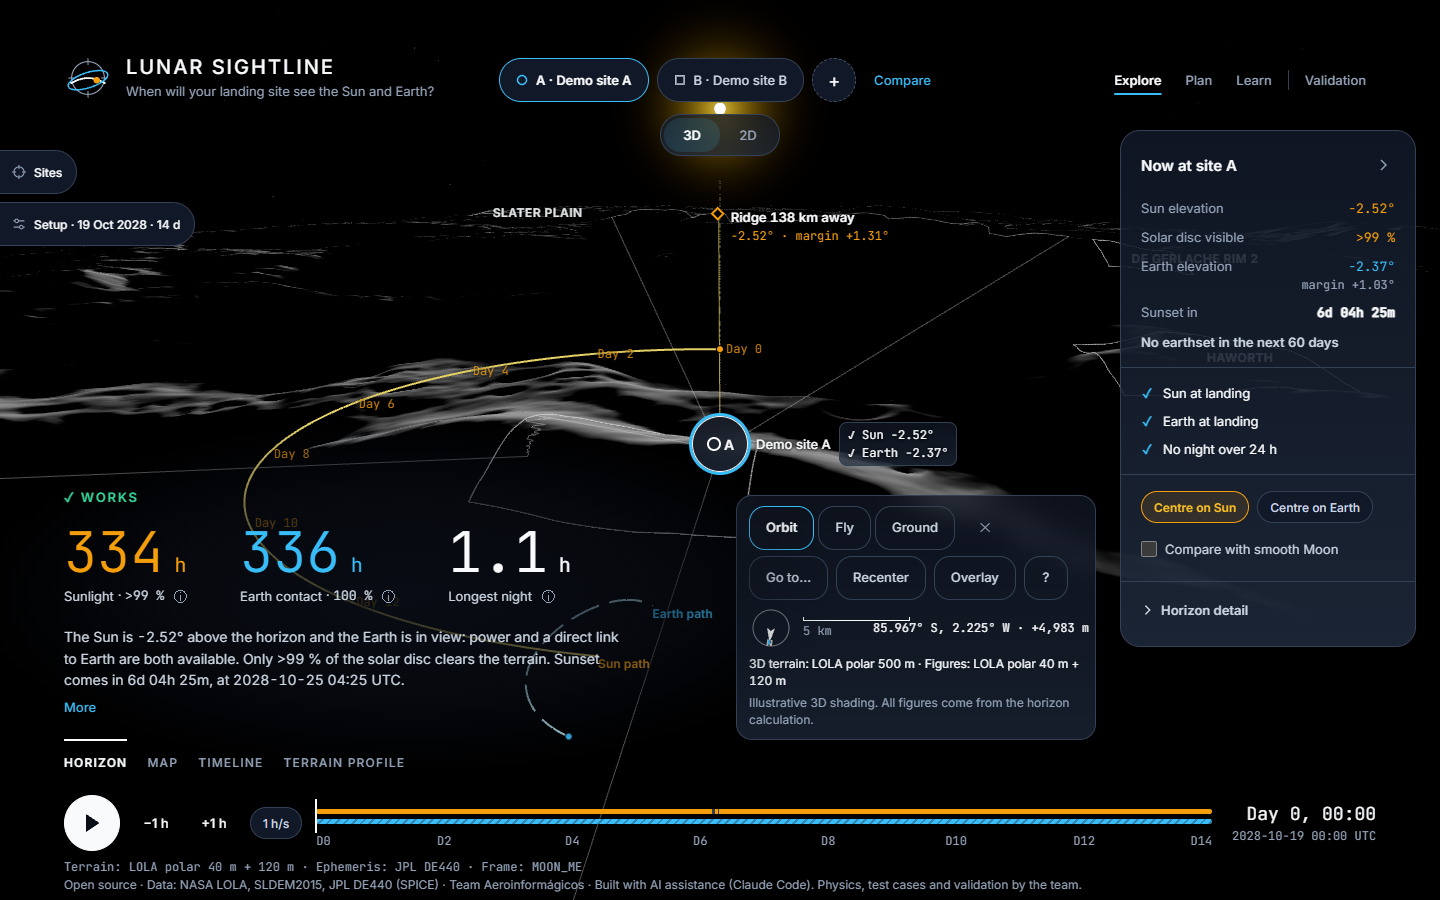 LUNAR SIGHTLINE
When will your landing site see the Sun and Earth?
A · Demo site A
B · Demo site B
+
Compare
Explore
Plan
Learn
Validation
3D
2D
Sites
Setup · 19 Oct 2028 · 14 d
SLATER PLAIN
Ridge 138 km away
-2.52° · margin +1.31°
Day 0
Day 2
Day 4
Day 6
Day 8
Day 10
Day 12
A
Demo site A
✓ Sun -2.52°
✓ Earth -2.37°
Now at site A
Sun elevation
-2.52°
Solar disc visible
>99 %
DE GERLACHE RIM 2
Earth elevation
-2.37°
margin +1.03°
Sunset in
6d 04h 25m
No earthset in the next 60 days
HAWORTH
✓ Sun at landing
✓ Earth at landing
✓ No night over 24 h
Centre on Sun
Centre on Earth
Compare with smooth Moon
Horizon detail
✓ WORKS
334 h
336 h
1.1 h
Sunlight · >99 %
Earth contact · 100 %
Longest night
The Sun is -2.52° above the horizon and the Earth is in view: power and a direct link
to Earth are both available. Only >99 % of the solar disc clears the terrain. Sunset
comes in 6d 04h 25m, at 2028-10-25 04:25 UTC.
More
Earth path
Sun path
Orbit
Fly
Ground
×
Go to...
Recenter
Overlay
?
N
5 km
85.967° S, 2.225° W · +4,983 m
3D terrain: LOLA polar 500 m · Figures: LOLA polar 40 m +
120 m
Illustrative 3D shading. All figures come from the horizon
calculation.
HORIZON
MAP
TIMELINE
TERRAIN PROFILE
−1 h
+1 h
1 h/s
D0
D2
D4
D6
D8
D10
D12
D14
Day 0, 00:00
2028-10-19 00:00 UTC
Terrain: LOLA polar 40 m + 120 m · Ephemeris: JPL DE440 · Frame: MOON_ME
Open source · Data: NASA LOLA, SLDEM2015, JPL DE440 (SPICE) · Team Aeroinformágicos · Built with AI assistance (Claude Code). Physics, test cases and validation by the team.